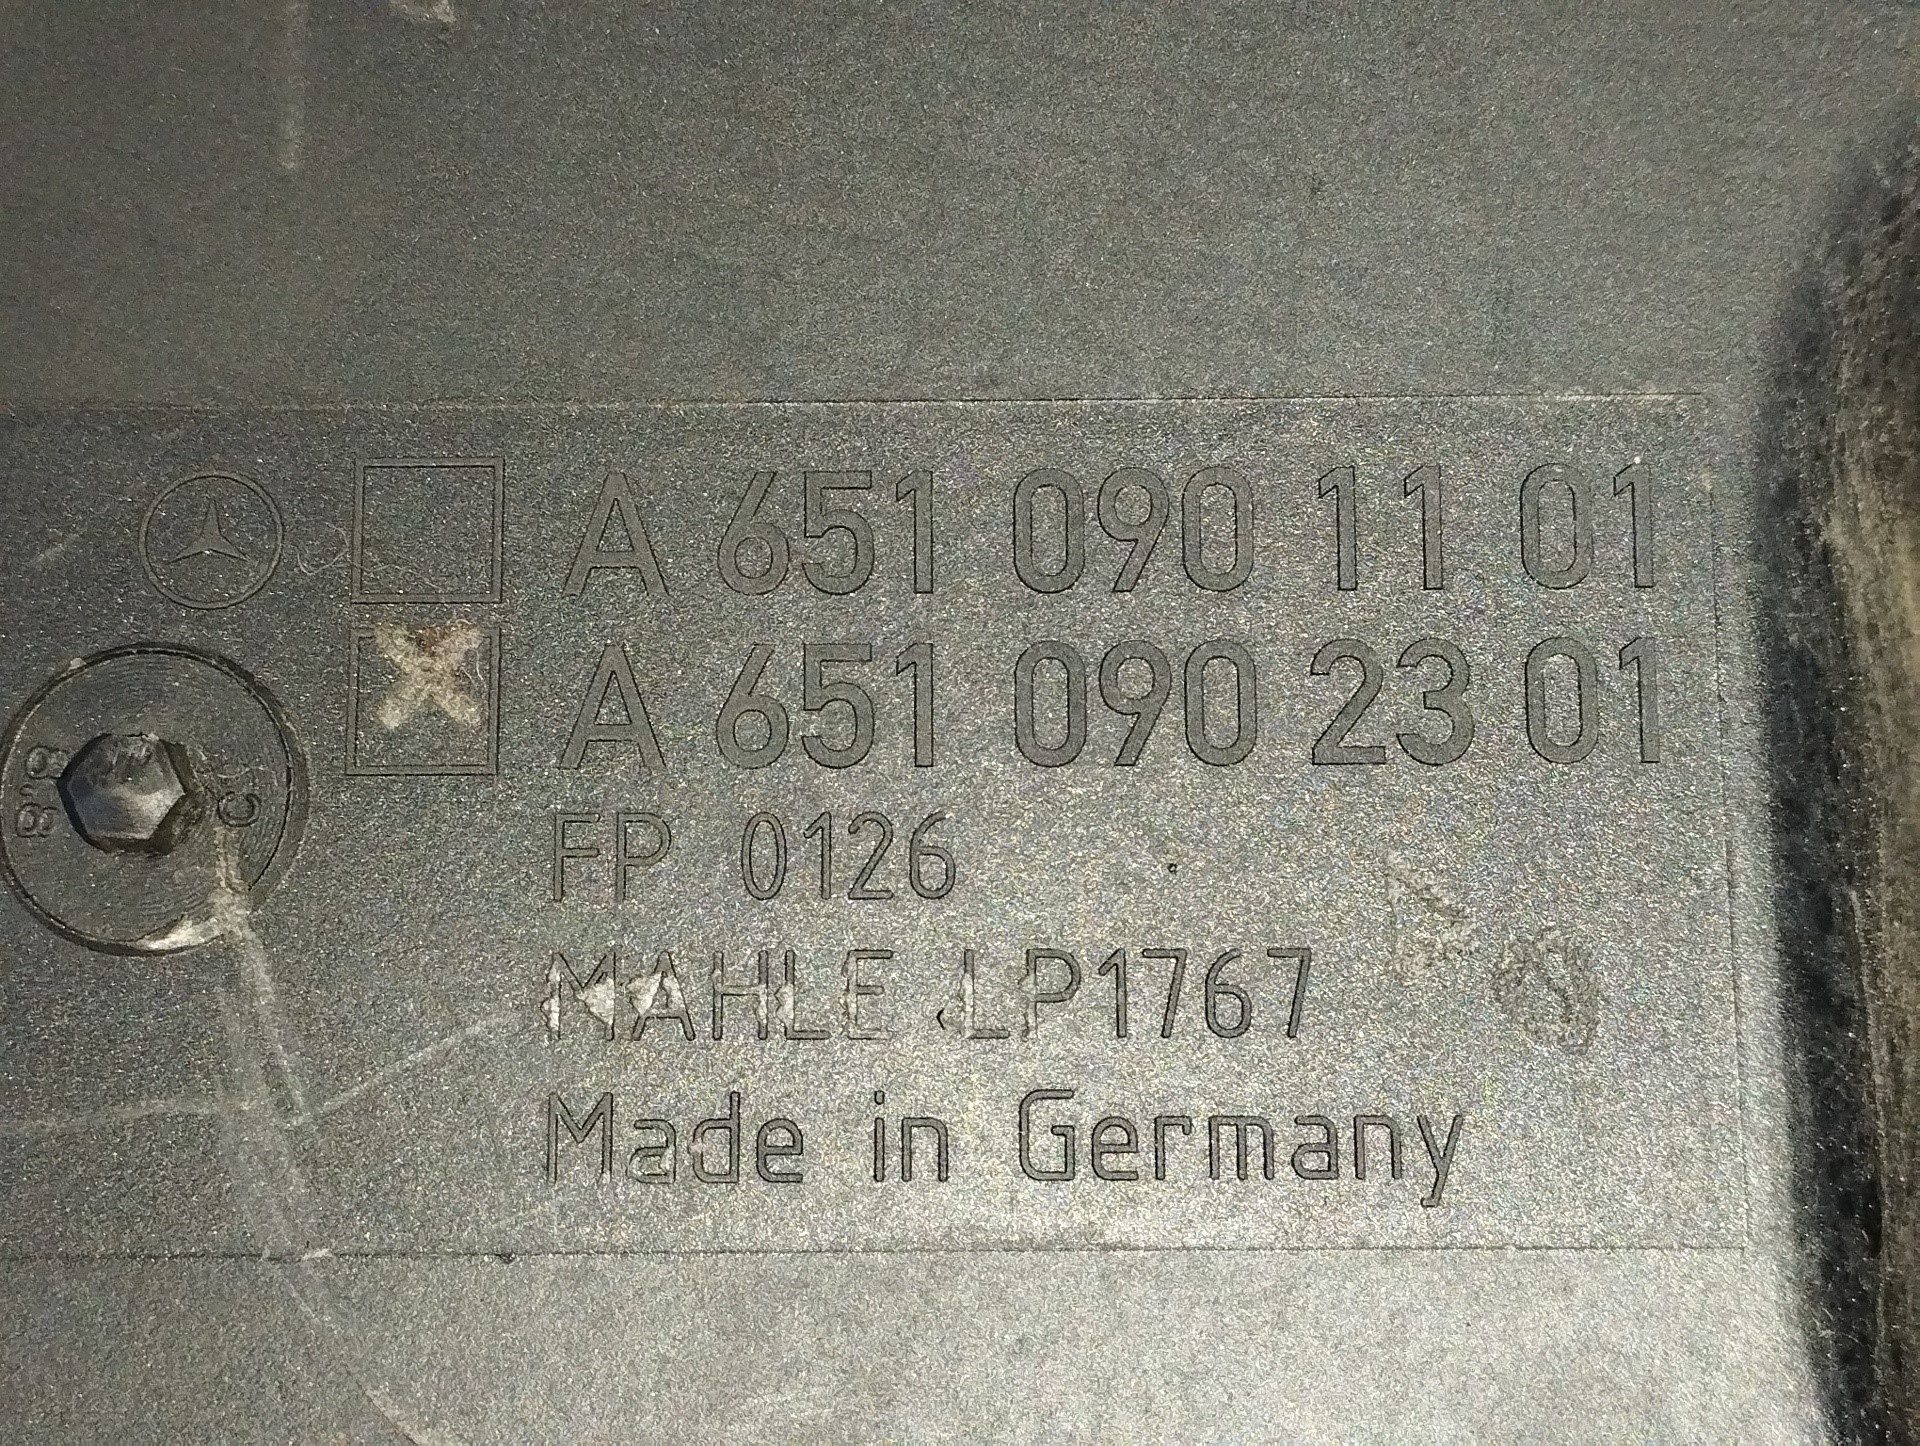 A 651 090 11 01
A 651 090 23 01
FP 0126
MAHLE LP1767
Made in Germany